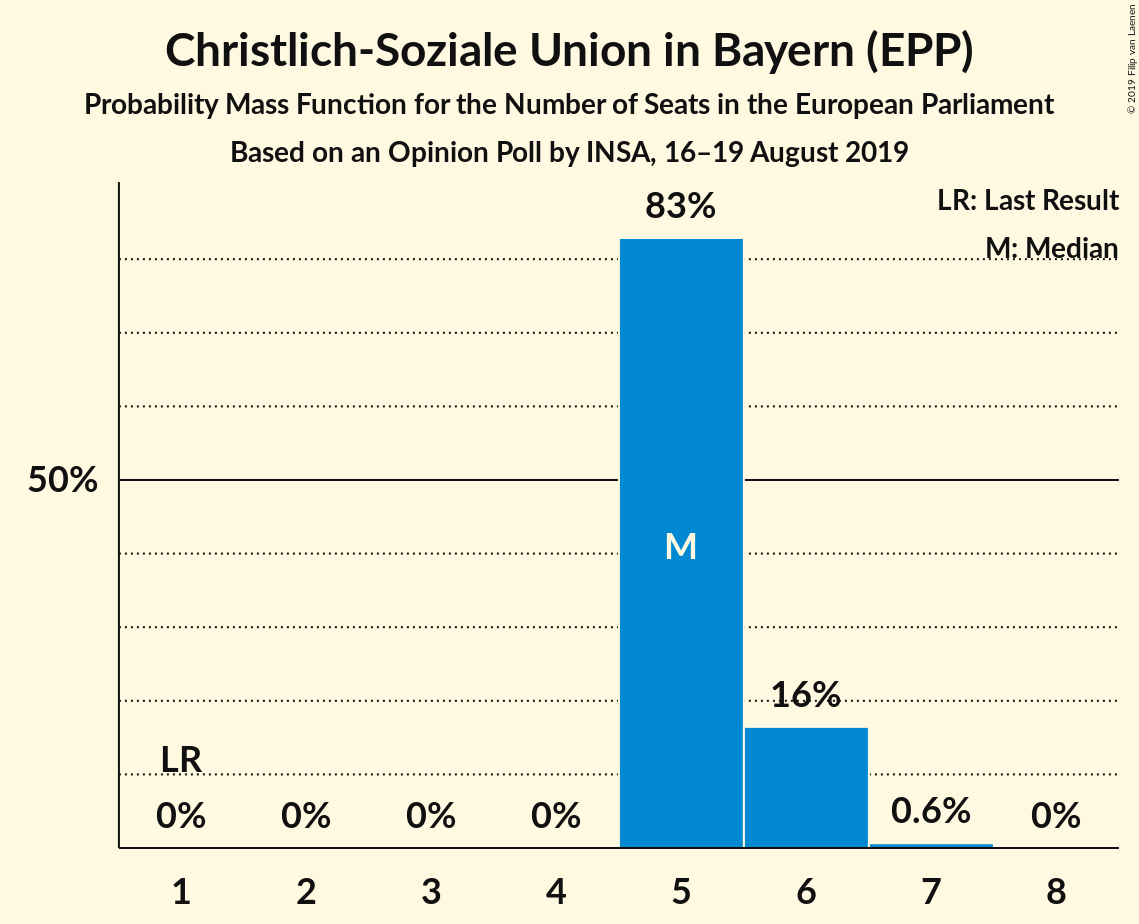 Christlich-Soziale Union in Bayern (EPP)
Probability Mass Function for the Number of Seats in the European Parliament
Based on an Opinion Poll by INSA, 16–19 August 2019
© 2019 Filip van Laenen
LR: Last Result
M: Median
83%
50%
M
16%
LR
0%
0%
0%
0%
0.6%
0%
1 2 3 4 5 6 7 8